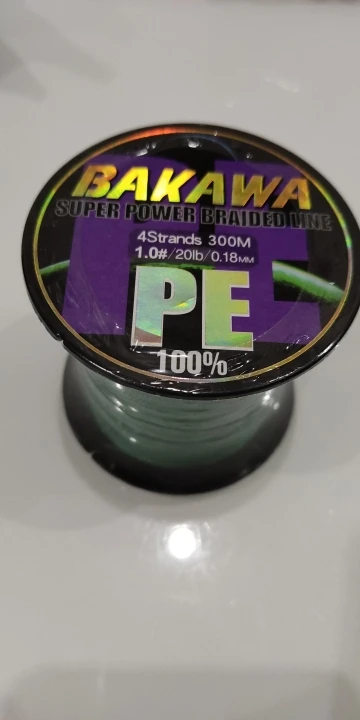 BAKAWA
SUPER POWER BRAIDED LINE
4Strands 300M
1.0#/20lb/0.18MM
PE
100%